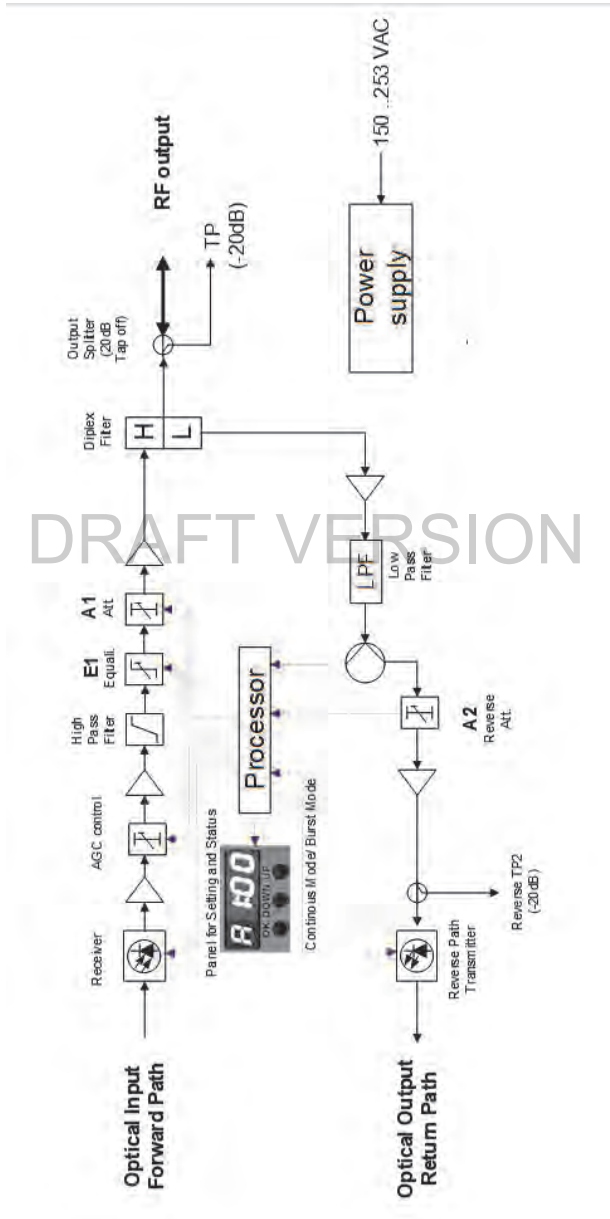 Optical Input
Forward Path
Receiver
AGC control
High
Pass
Filter
E1
Equali.
A1
Att.
Diplex
Filter
H
L
Output
Splitter
(20dB
Tap off)
RF output
TP
(-20dB)
Panel for Setting and Status
A 1:00
OK DOWN UP
Continous Mode/ Burst Mode
Processor
LPF
Low
Pass
Filter
A2
Reverse
Att.
Reverse TP2
(-20dB)
Reverse Path
Transmitter
Optical Output
Return Path
Power
supply
150 ..253 VAC
DRAFT VERSION